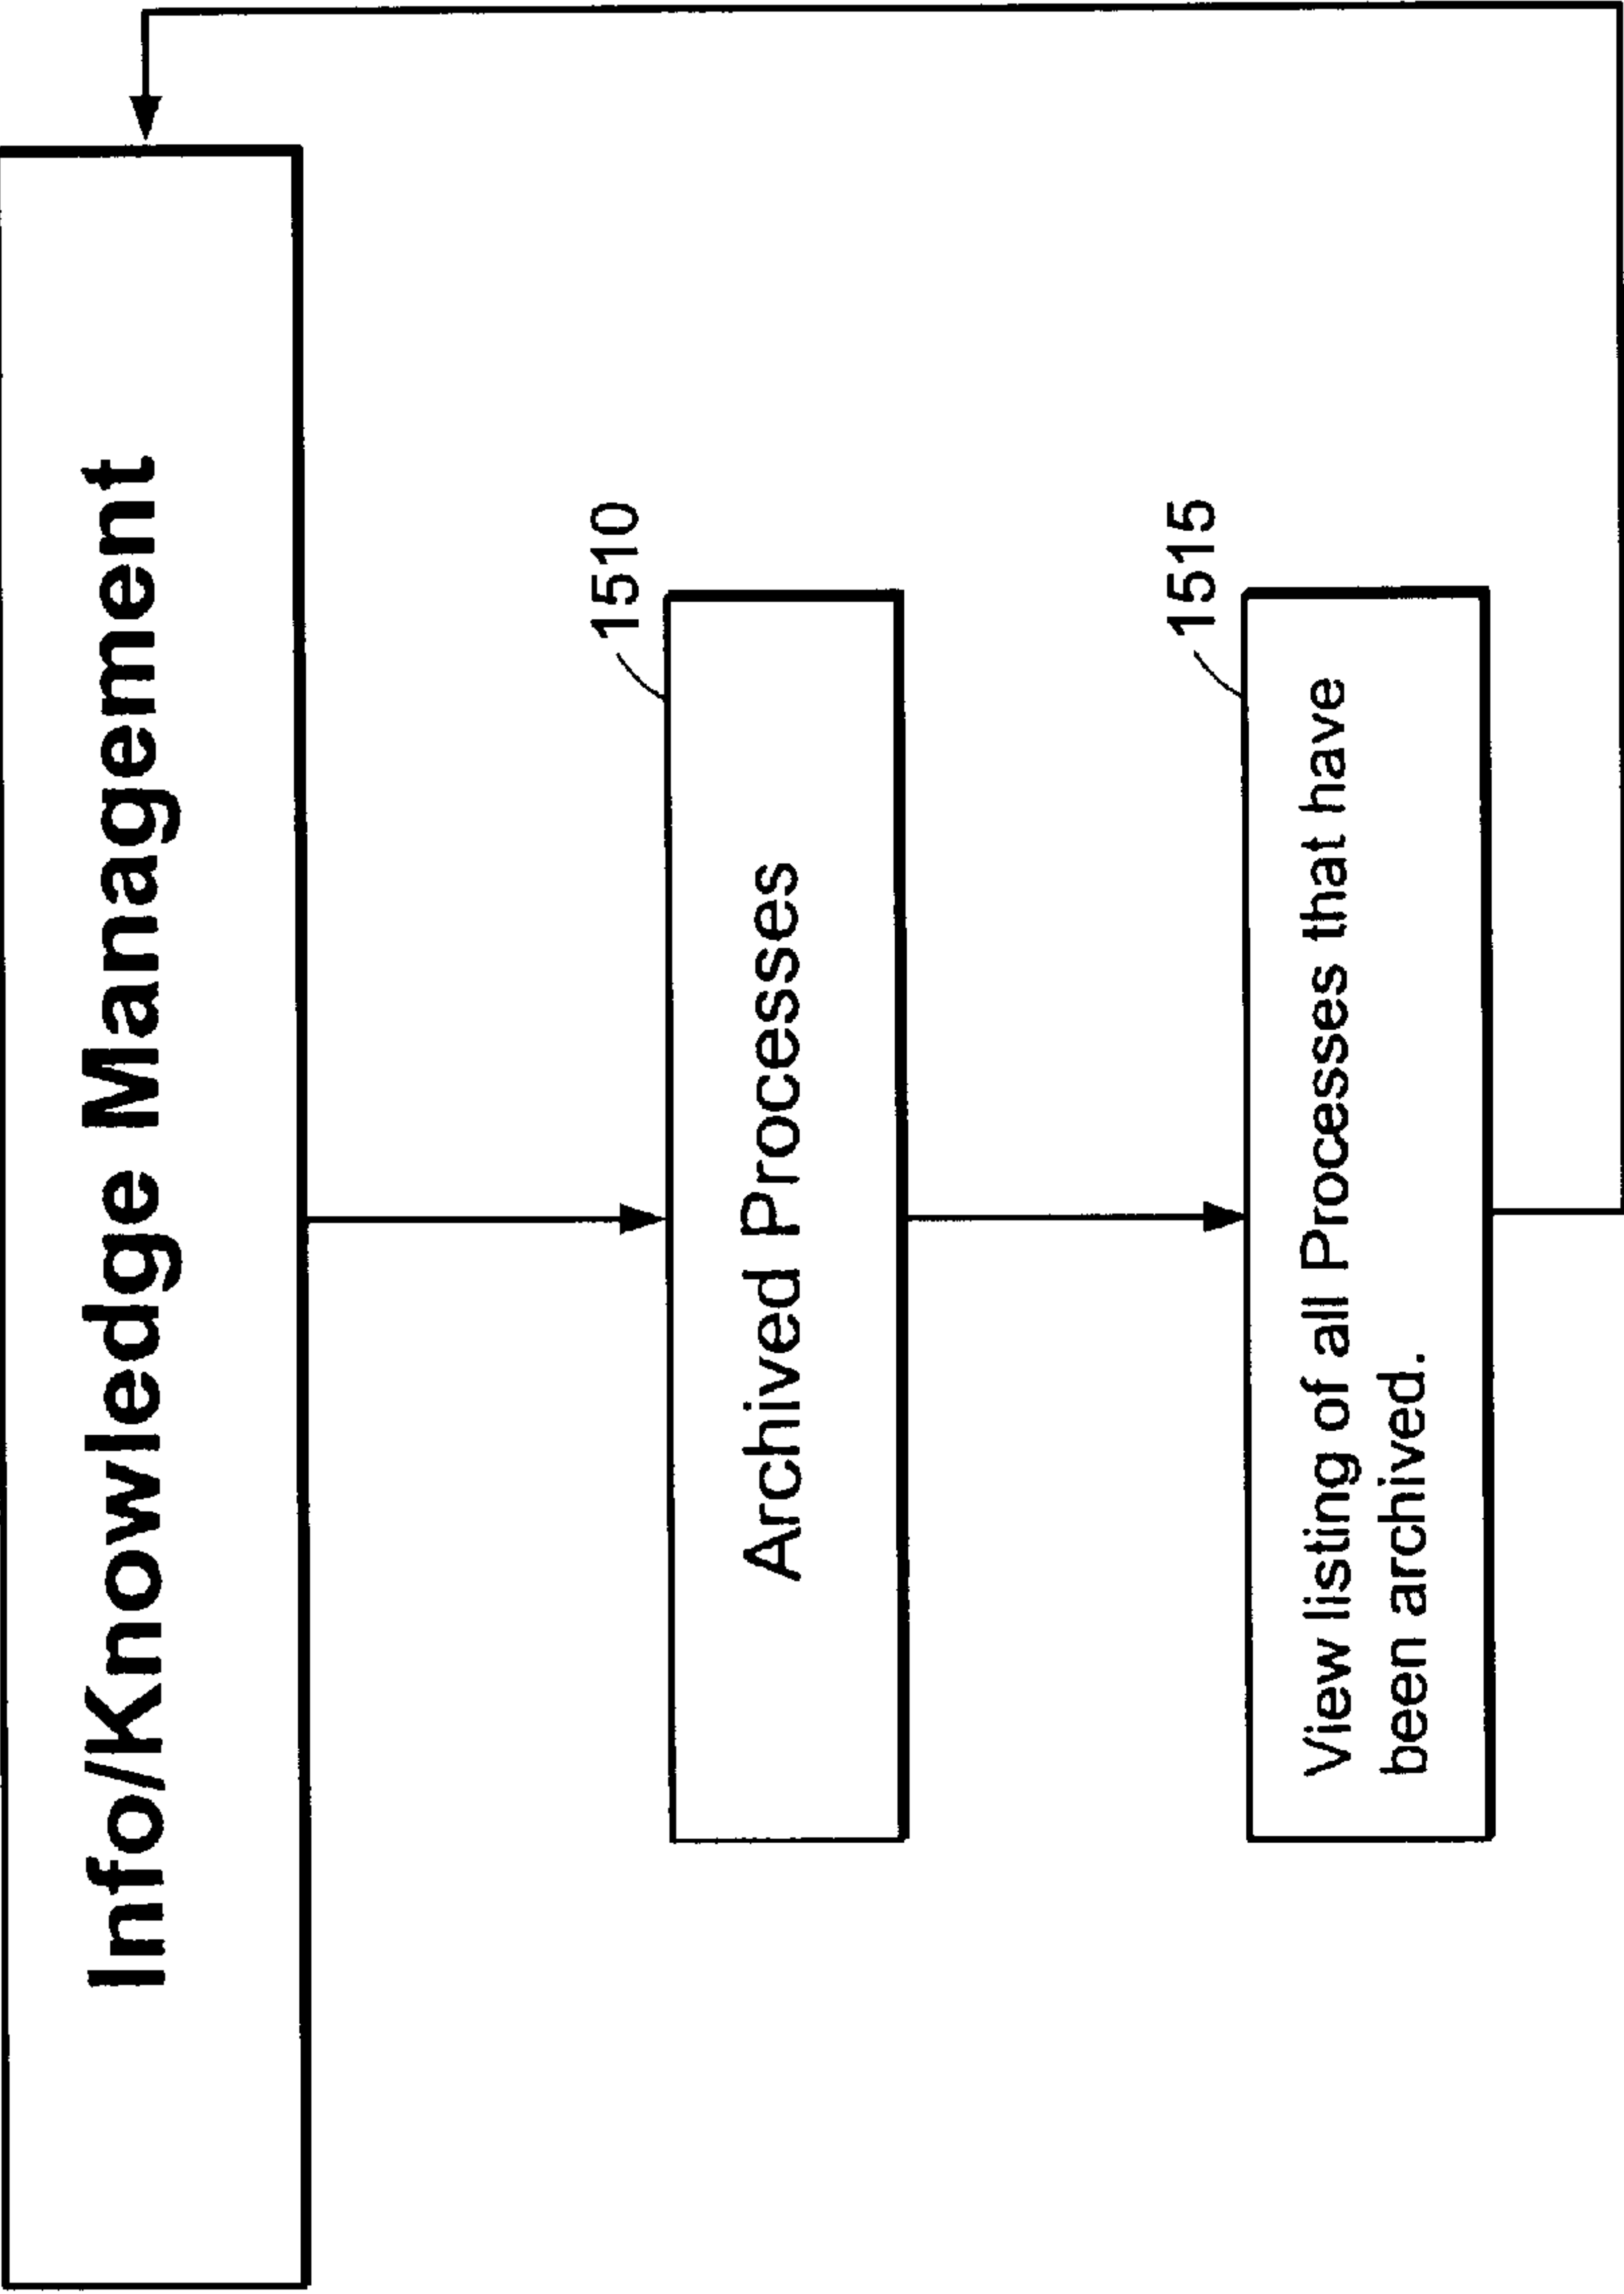 Info/Knowledge Management
1510
Archived Processes
1515
View listing of all Processes that have
been archived.